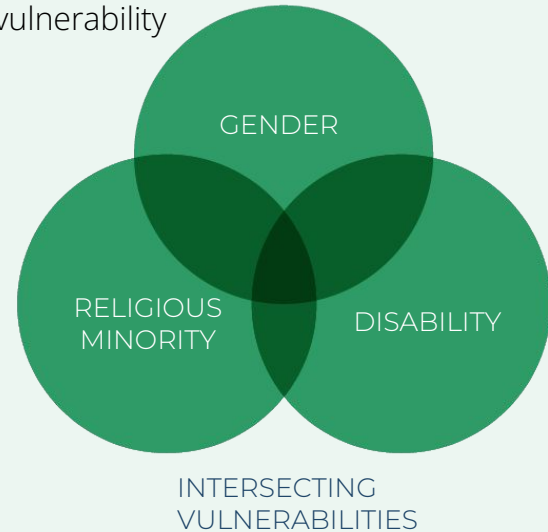 vulnerability
GENDER
RELIGIOUS
MINORITY
DISABILITY
INTERSECTING
VULNERABILITIES